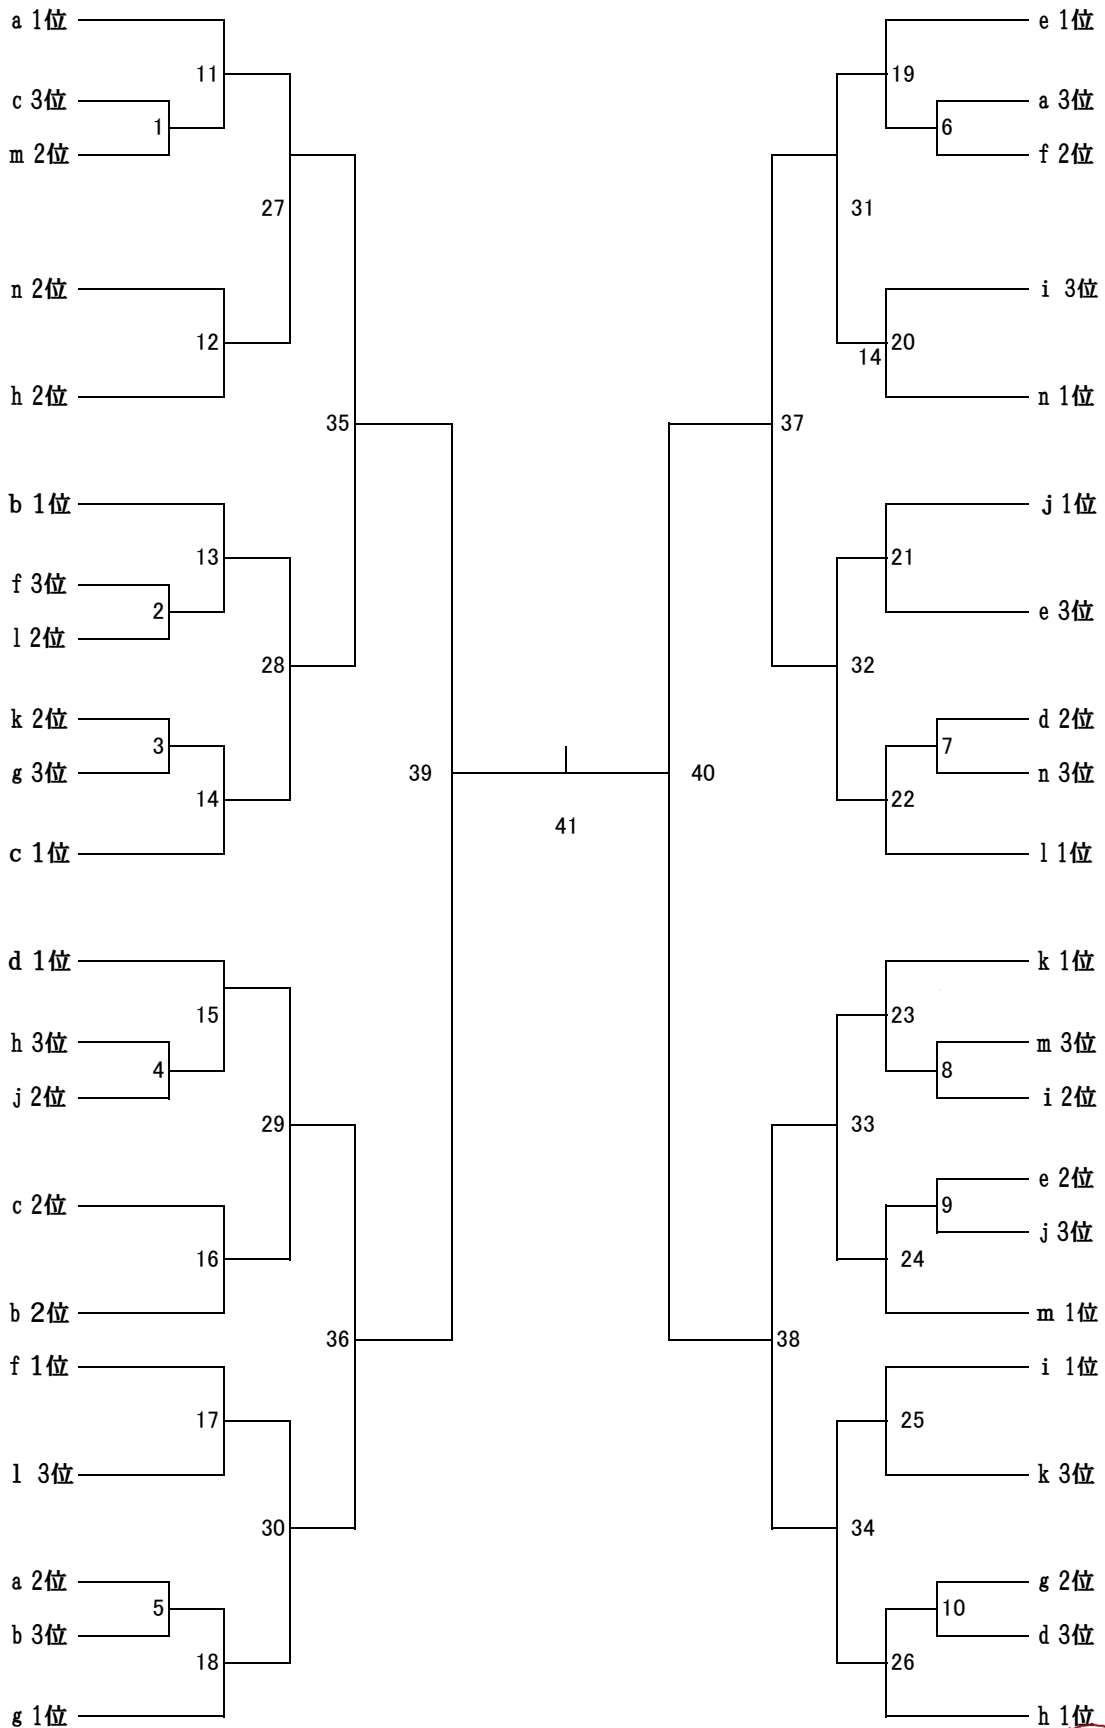 a 1位
e 1位
11
19
c 3位
a 3位
1
6
m 2位
f 2位
27
31
n 2位
i 3位
12
20
14
h 2位
n 1位
35
37
b 1位
j 1位
13
21
f 3位
2
e 3位
l 2位
28
32
k 2位
d 2位
3
7
g 3位
39
40
n 3位
14
22
41
c 1位
l 1位
d 1位
k 1位
15
23
h 3位
m 3位
4
8
j 2位
i 2位
29
33
e 2位
c 2位
9
j 3位
16
24
b 2位
m 1位
36
38
f 1位
i 1位
17
25
l 3位
k 3位
30
34
a 2位
g 2位
5
10
b 3位
d 3位
18
26
g 1位
h 1位